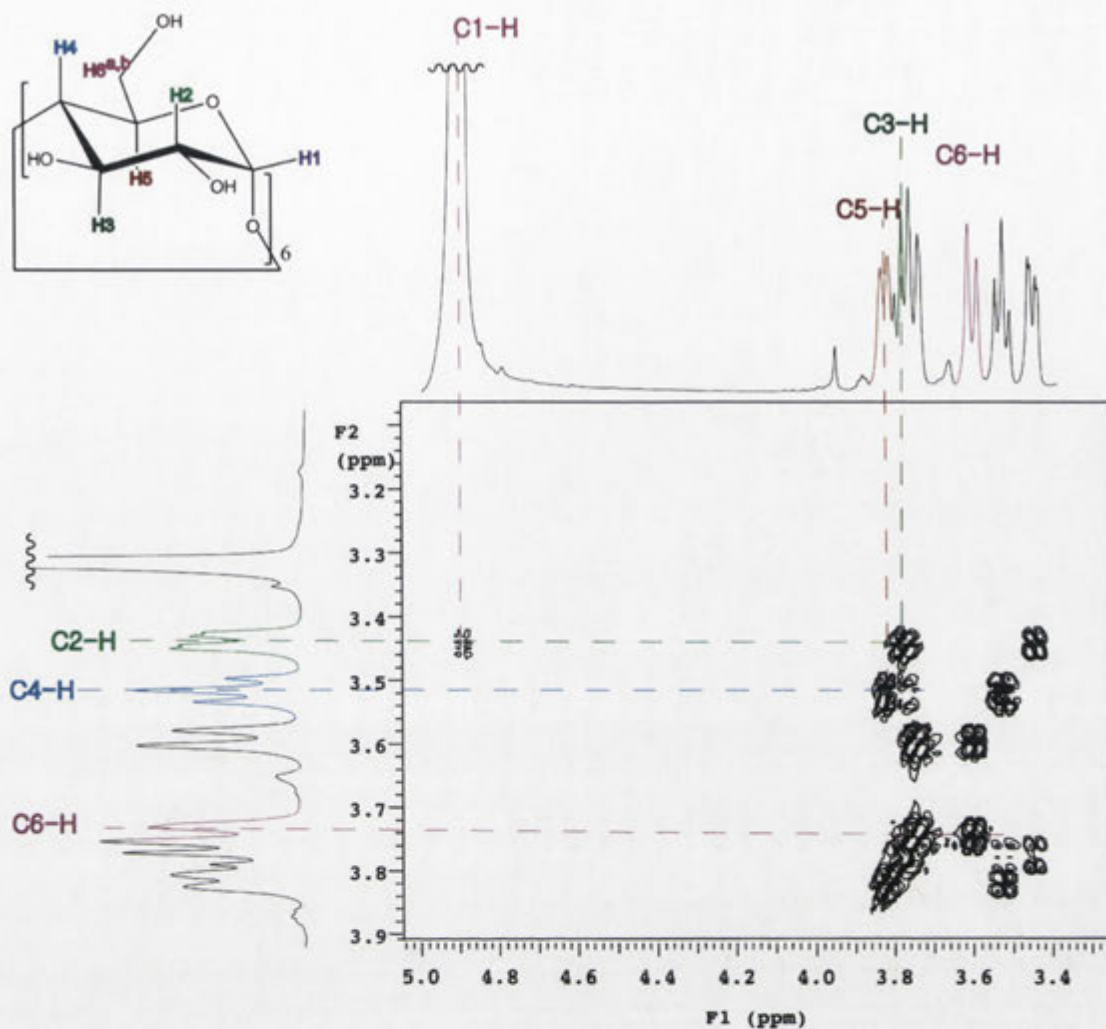 OH
H4
H6a,b
H2
O
HO
OH
H1
H5
H3
O
6
C1-H
C3-H
C6-H
C5-H
F2
(ppm)
3.2
3.3
3.4
3.5
3.6
3.7
3.8
3.9
C2-H
C4-H
C6-H
5.0 4.8 4.6 4.4 4.2 4.0 3.8 3.6 3.4
F1 (ppm)